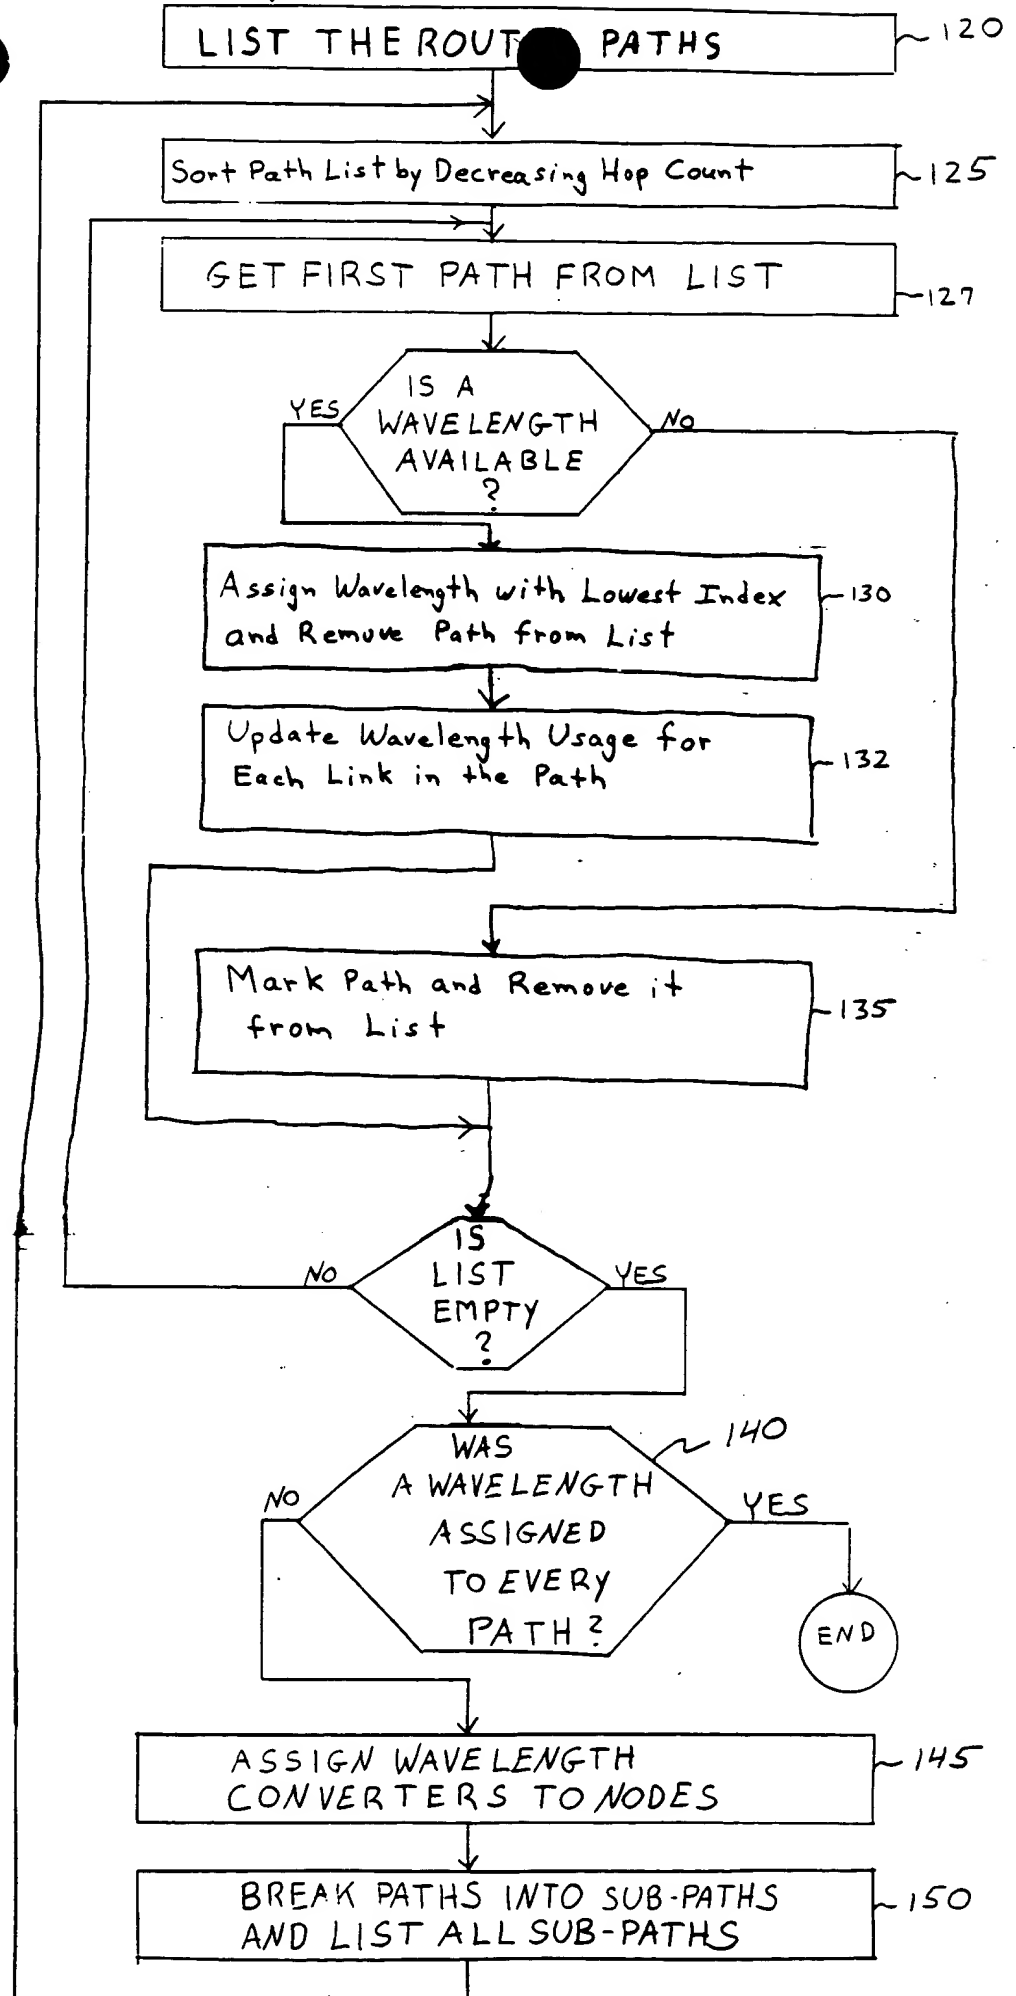 LIST THE ROUT PATHS
120
Sort Path List by Decreasing Hop Count
125
GET FIRST PATH FROM LIST
127
IS A
WAVELENGTH
AVAILABLE
?
YES
NO
Assign Wavelength with Lowest Index
and Remove Path from List
130
Update Wavelength Usage for
Each Link in the Path
132
Mark Path and Remove it
from List
135
IS
LIST
EMPTY
?
NO
YES
140
WAS
A WAVELENGTH
ASSIGNED
TO EVERY
PATH?
NO
YES
END
ASSIGN WAVELENGTH
CONVERTERS TO NODES
145
BREAK PATHS INTO SUB-PATHS
AND LIST ALL SUB-PATHS
150